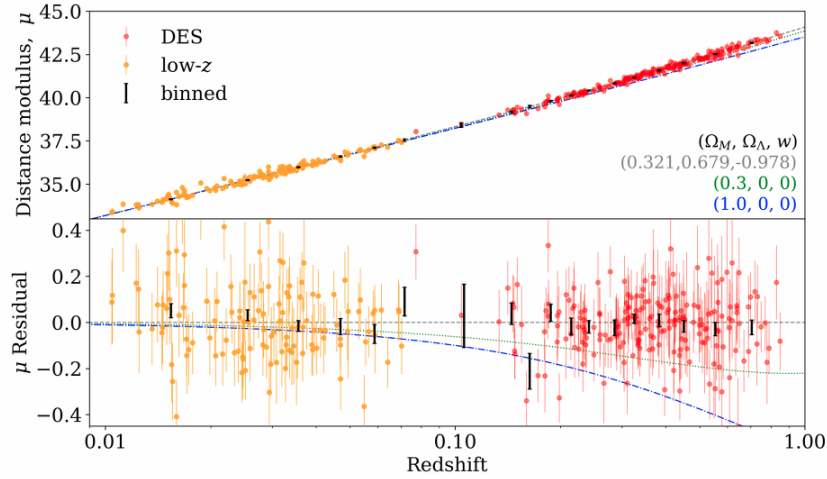 45.0
42.5
40.0
37.5
35.0
Distance modulus, μ
DES
low-z
binned
(Ω_M, Ω_Λ, w)
(0.321,0.679,-0.978)
(0.3, 0, 0)
(1.0, 0, 0)
0.4
0.2
0.0
−0.2
−0.4
μ Residual
0.01
0.10
1.00
Redshift